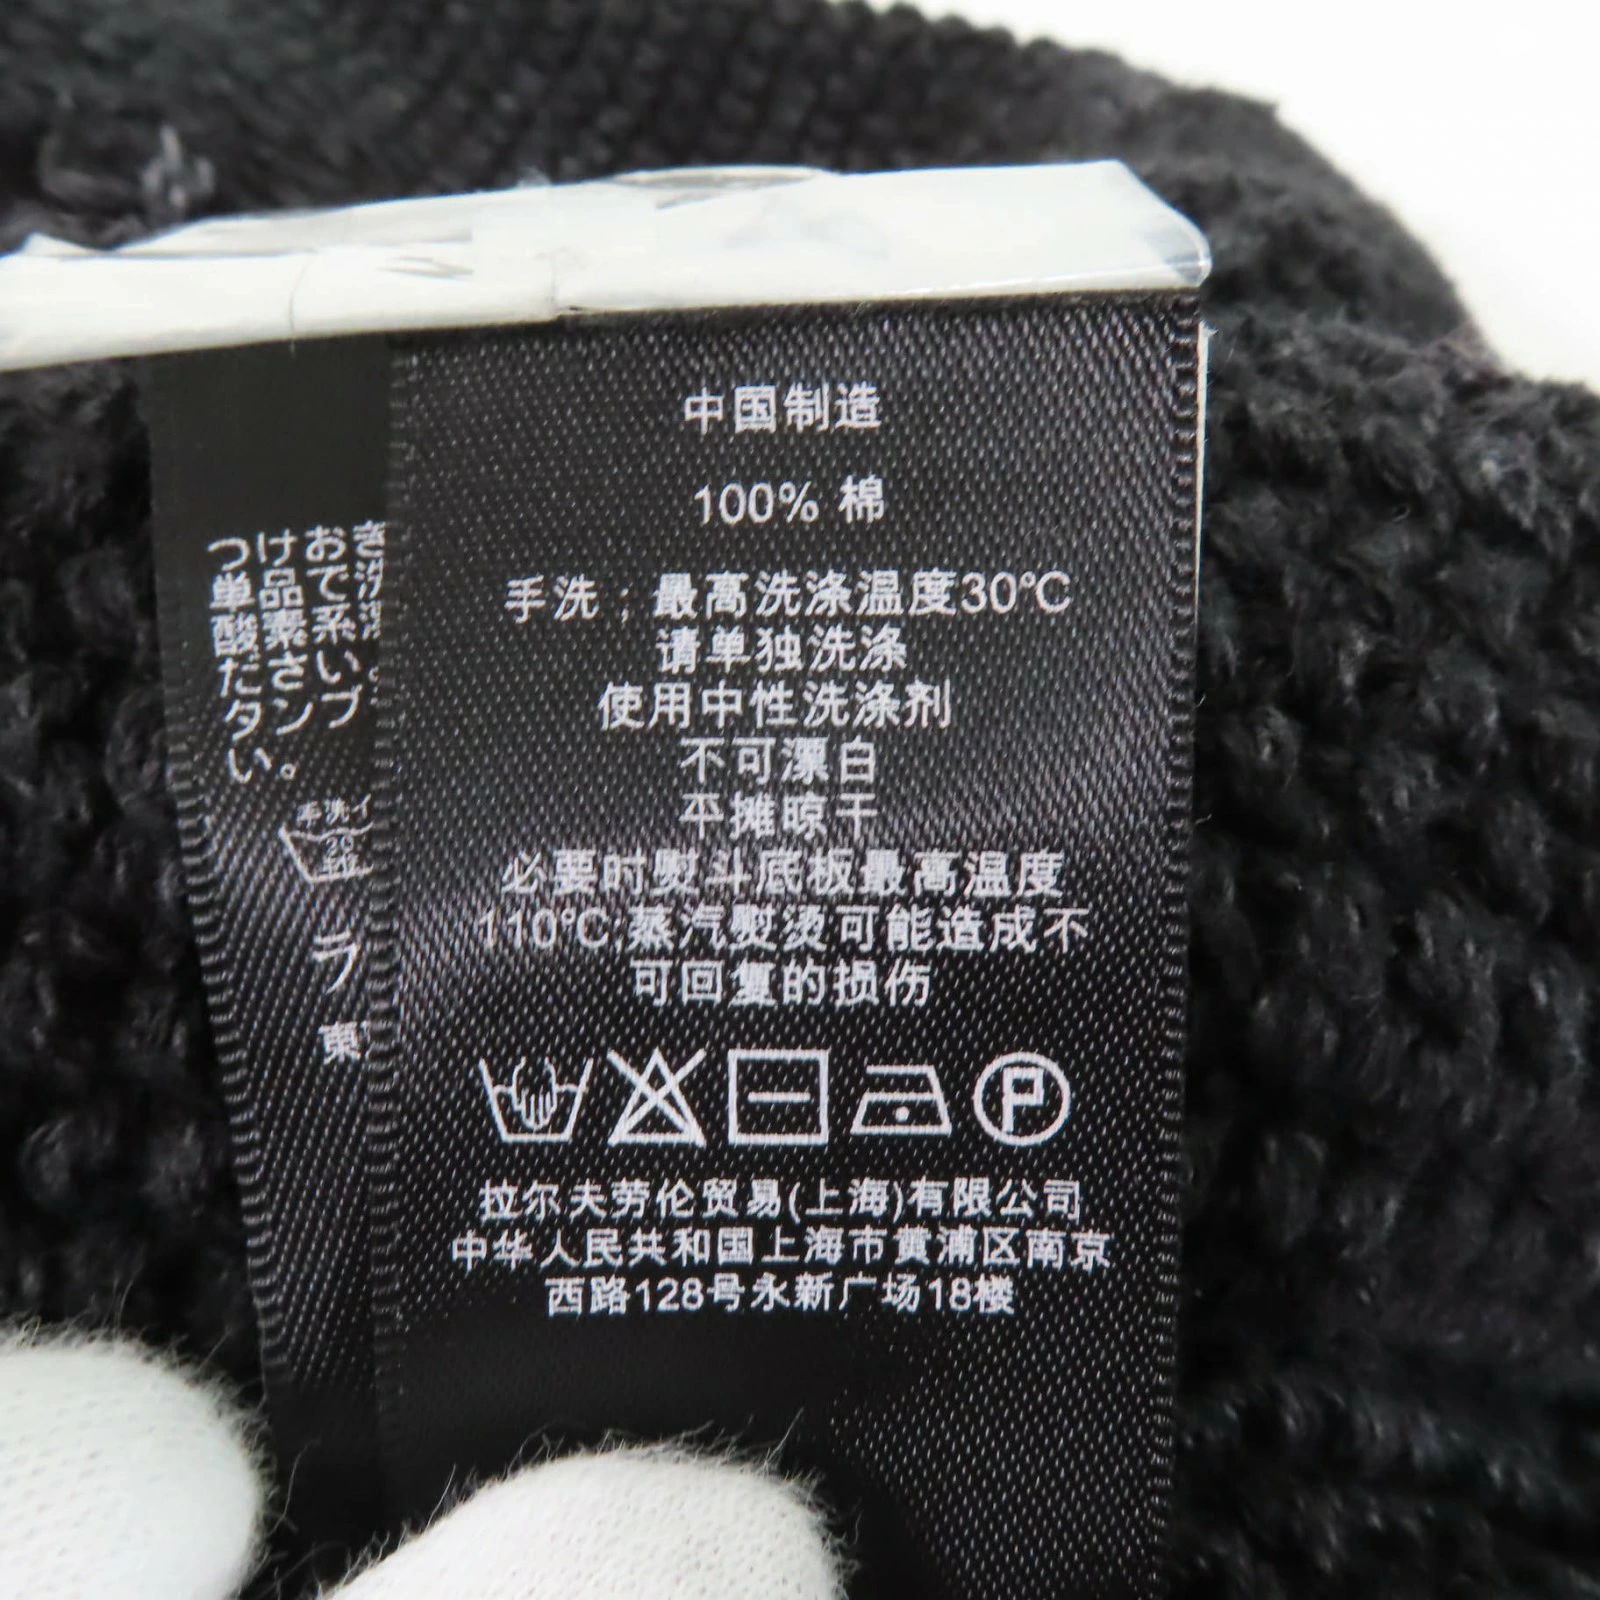 中国制造
100% 棉
手洗；最高洗涤温度30℃
请单独洗涤
使用中性洗涤剂
不可漂白
平摊晾干
必要时熨斗底板最高温度
110℃;蒸汽熨烫可能造成不
可回复的损伤
P
拉尔夫劳伦贸易(上海)有限公司
中华人民共和国上海市黄浦区南京
西路128号永新广场18楼
おで系いブ
け品素さン
つ単酸だタい。
手洗イ
ラ
東